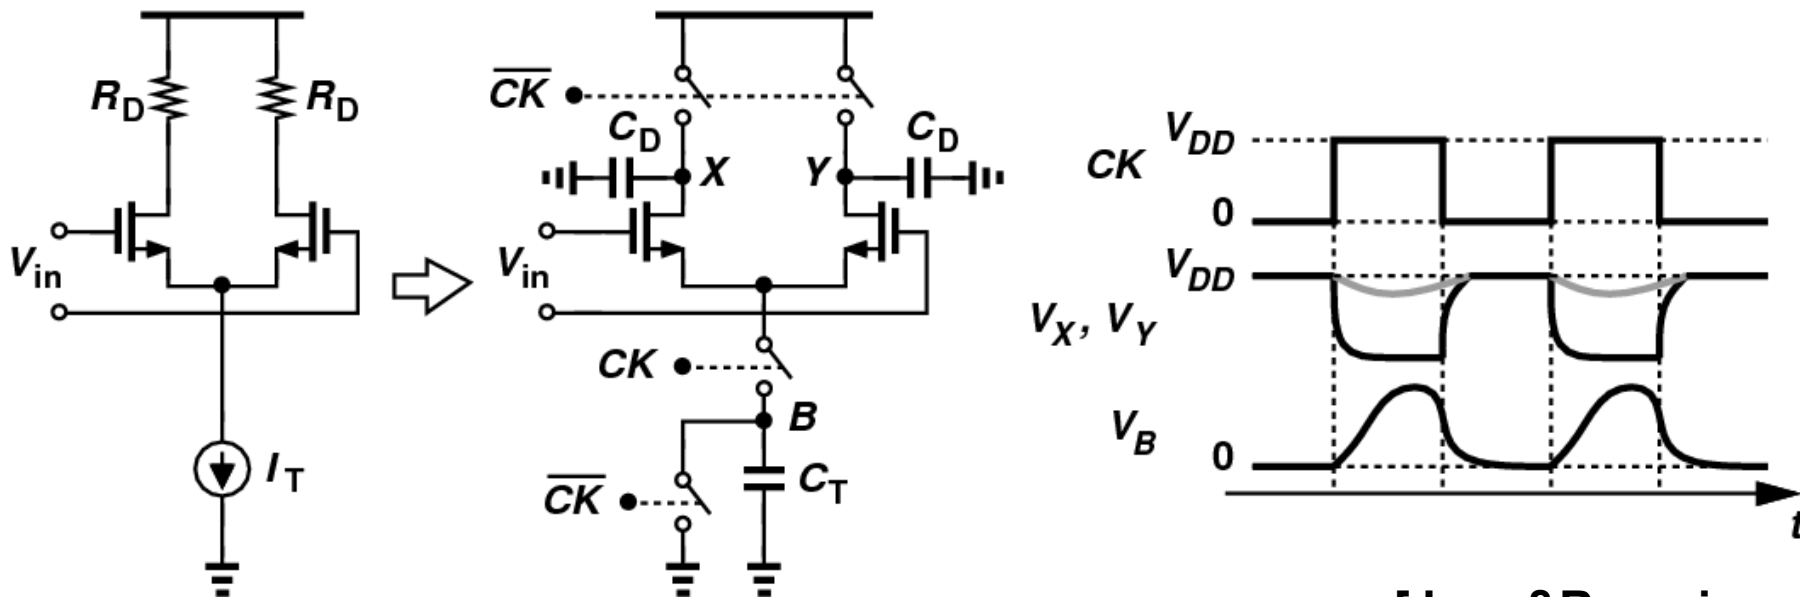 R_D
R_D
V_in
I_T
CK̅
C_D
C_D
X
Y
V_in
CK
B
CK̅
C_T
CK
V_DD
0
V_DD
V_X, V_Y
V_B
0
t